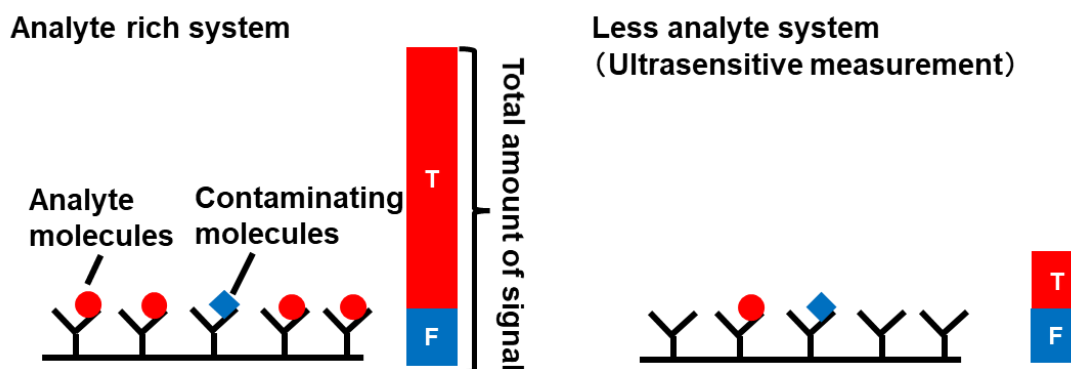 Analyte rich system
Analyte
molecules
Contaminating
molecules
T
F
Total amount of signal
Less analyte system
（Ultrasensitive measurement）
T
F